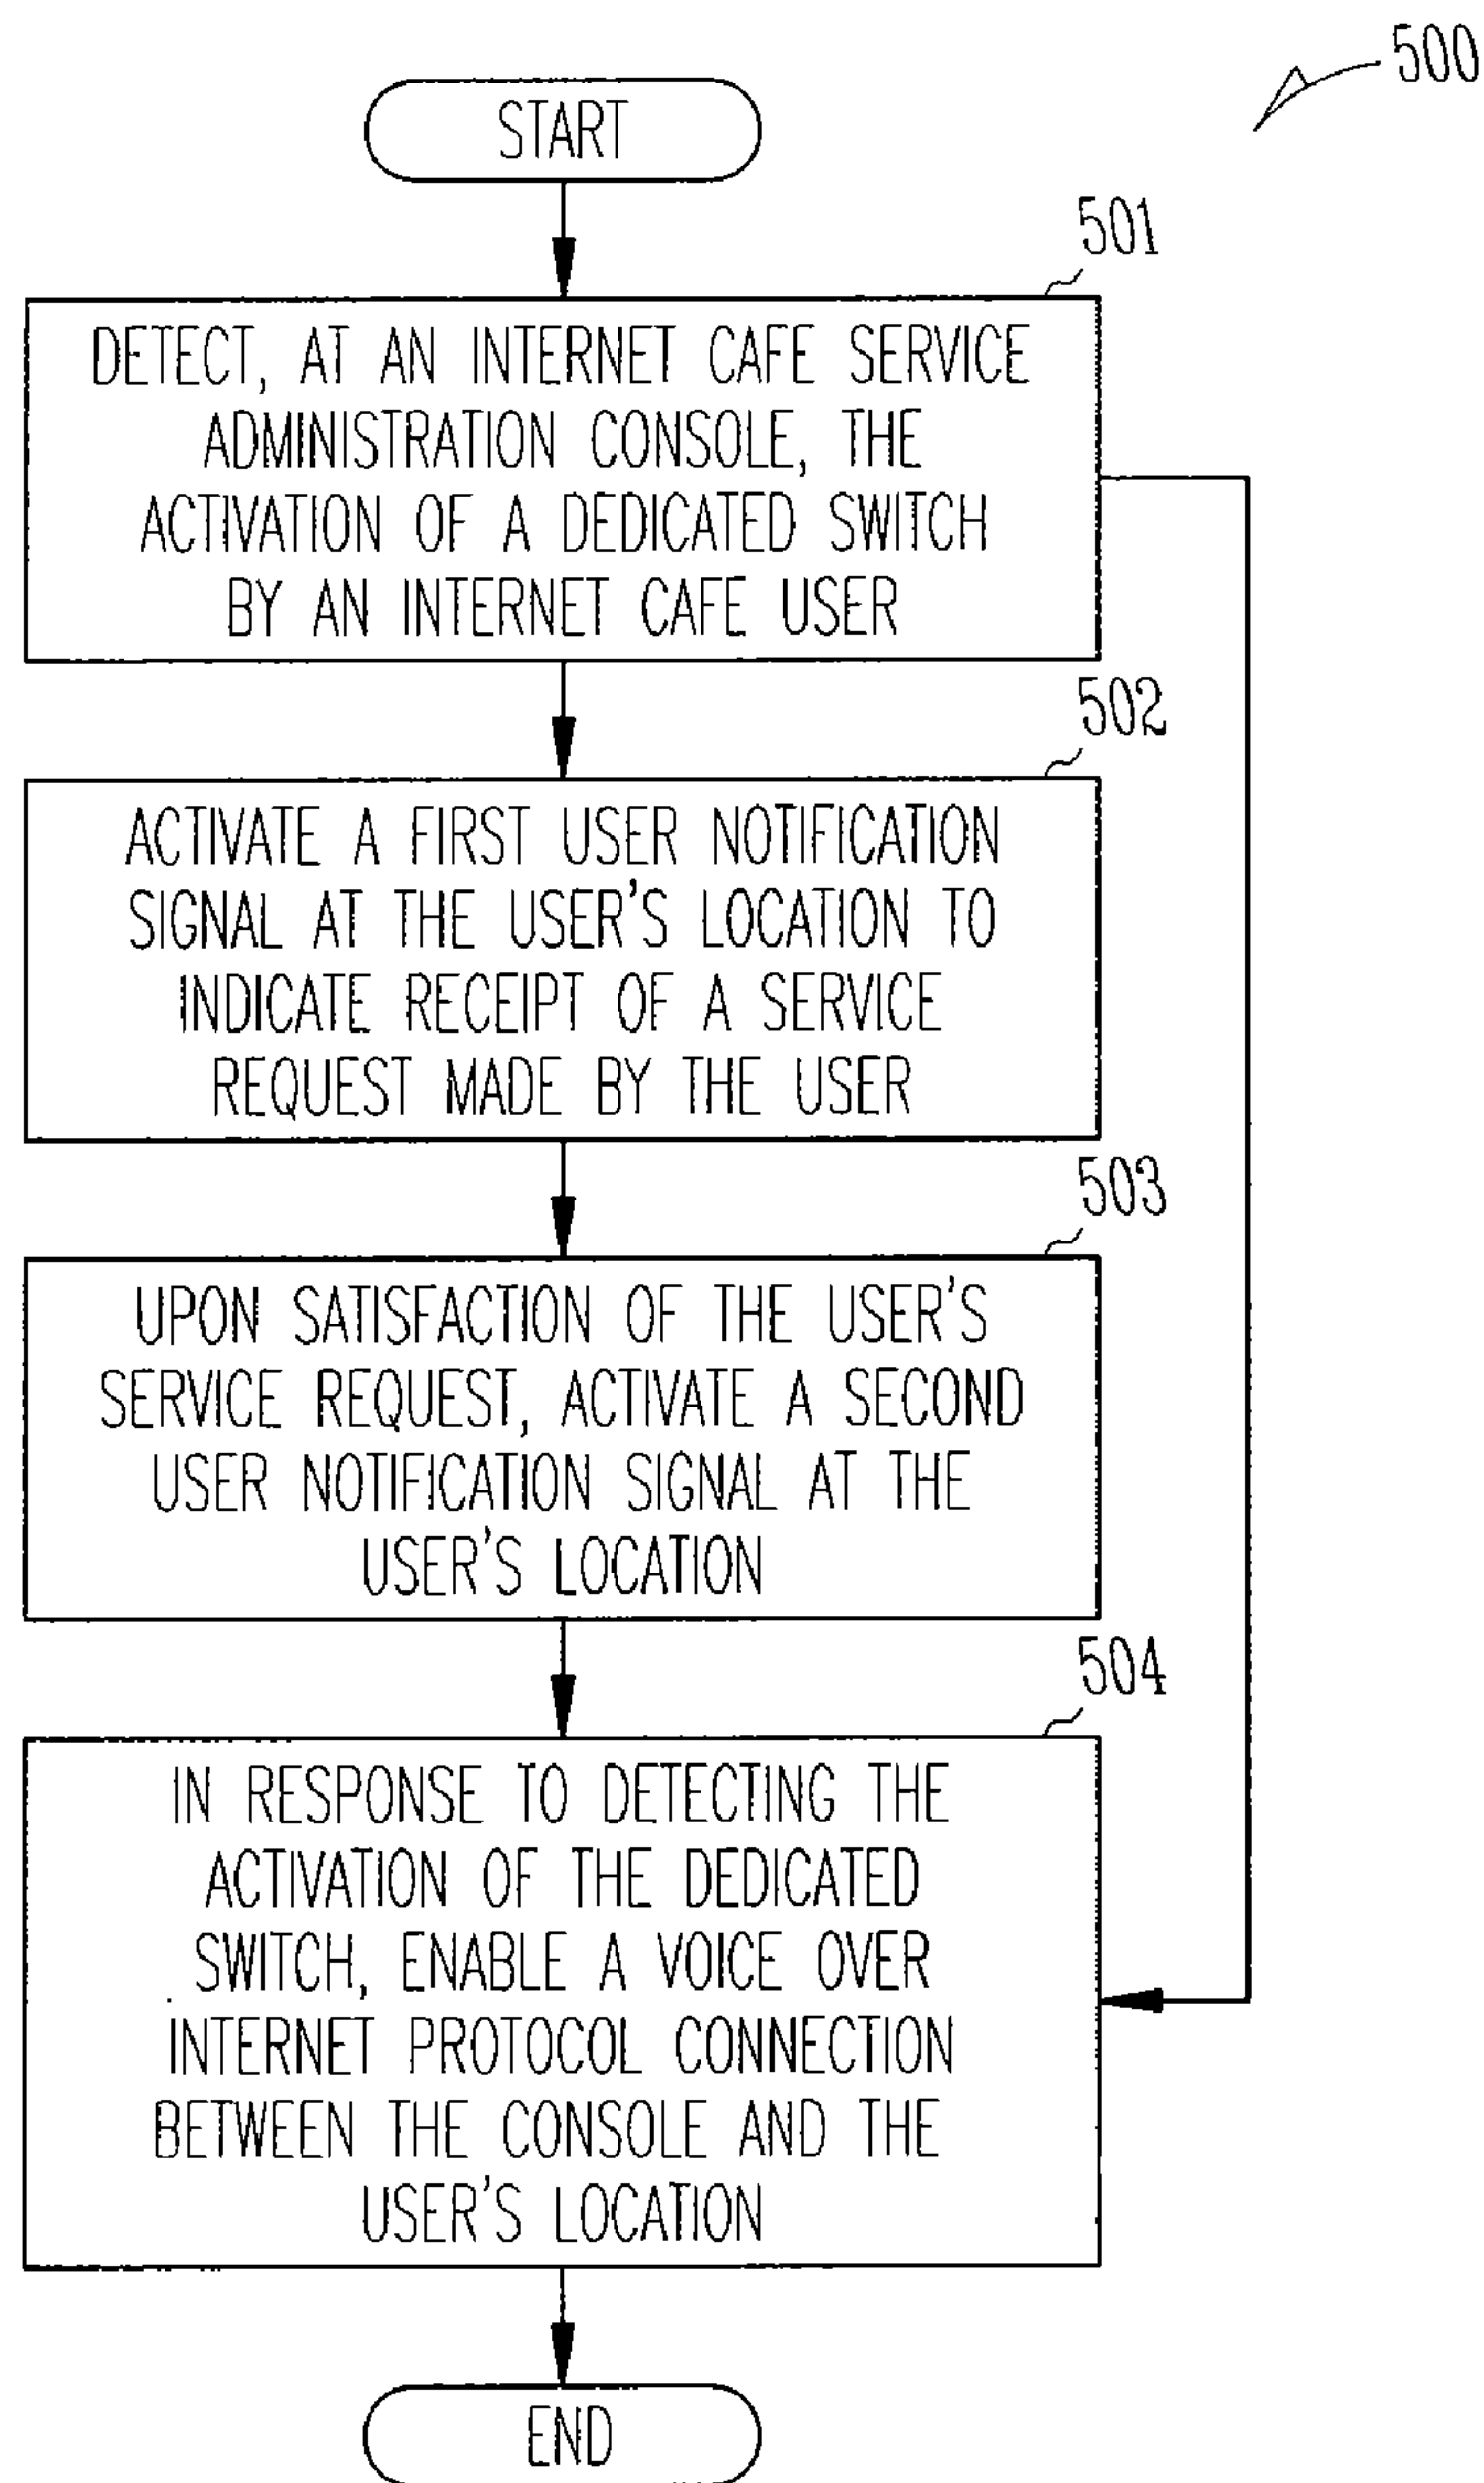 500
START
501
DETECT, AT AN INTERNET CAFE SERVICE
ADMINISTRATION CONSOLE, THE
ACTIVATION OF A DEDICATED SWITCH
BY AN INTERNET CAFE USER
502
ACTIVATE A FIRST USER NOTIFICATION
SIGNAL AT THE USER'S LOCATION TO
INDICATE RECEIPT OF A SERVICE
REQUEST MADE BY THE USER
503
UPON SATISFACTION OF THE USER'S
SERVICE REQUEST, ACTIVATE A SECOND
USER NOTIFICATION SIGNAL AT THE
USER'S LOCATION
504
IN RESPONSE TO DETECTING THE
ACTIVATION OF THE DEDICATED
SWITCH, ENABLE A VOICE OVER
INTERNET PROTOCOL CONNECTION
BETWEEN THE CONSOLE AND THE
USER'S LOCATION
END